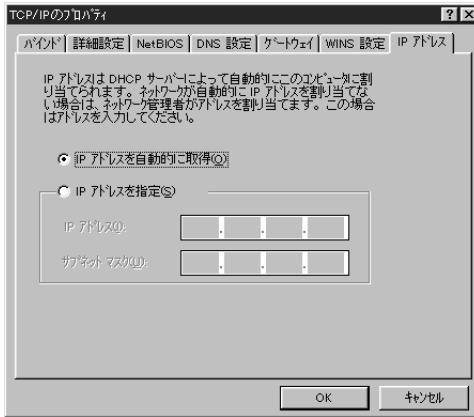 TCP/IPのプロパティ
バインド 詳細設定 NetBIOS DNS 設定 ゲートウェイ WINS 設定 IP アドレス
IP アドレスは DHCP サーバーによって自動的にこのコンピュータに割
り当てられます。ネットワークが自動的に IP アドレスを割り当てな
い場合は、ネットワーク管理者がアドレスを割り当てます。この場合
はアドレスを入力してください。
IP アドレスを自動的に取得(O)
IP アドレスを指定(S)
IP アドレス(I):
サブネット マスク(U):
OK キャンセル